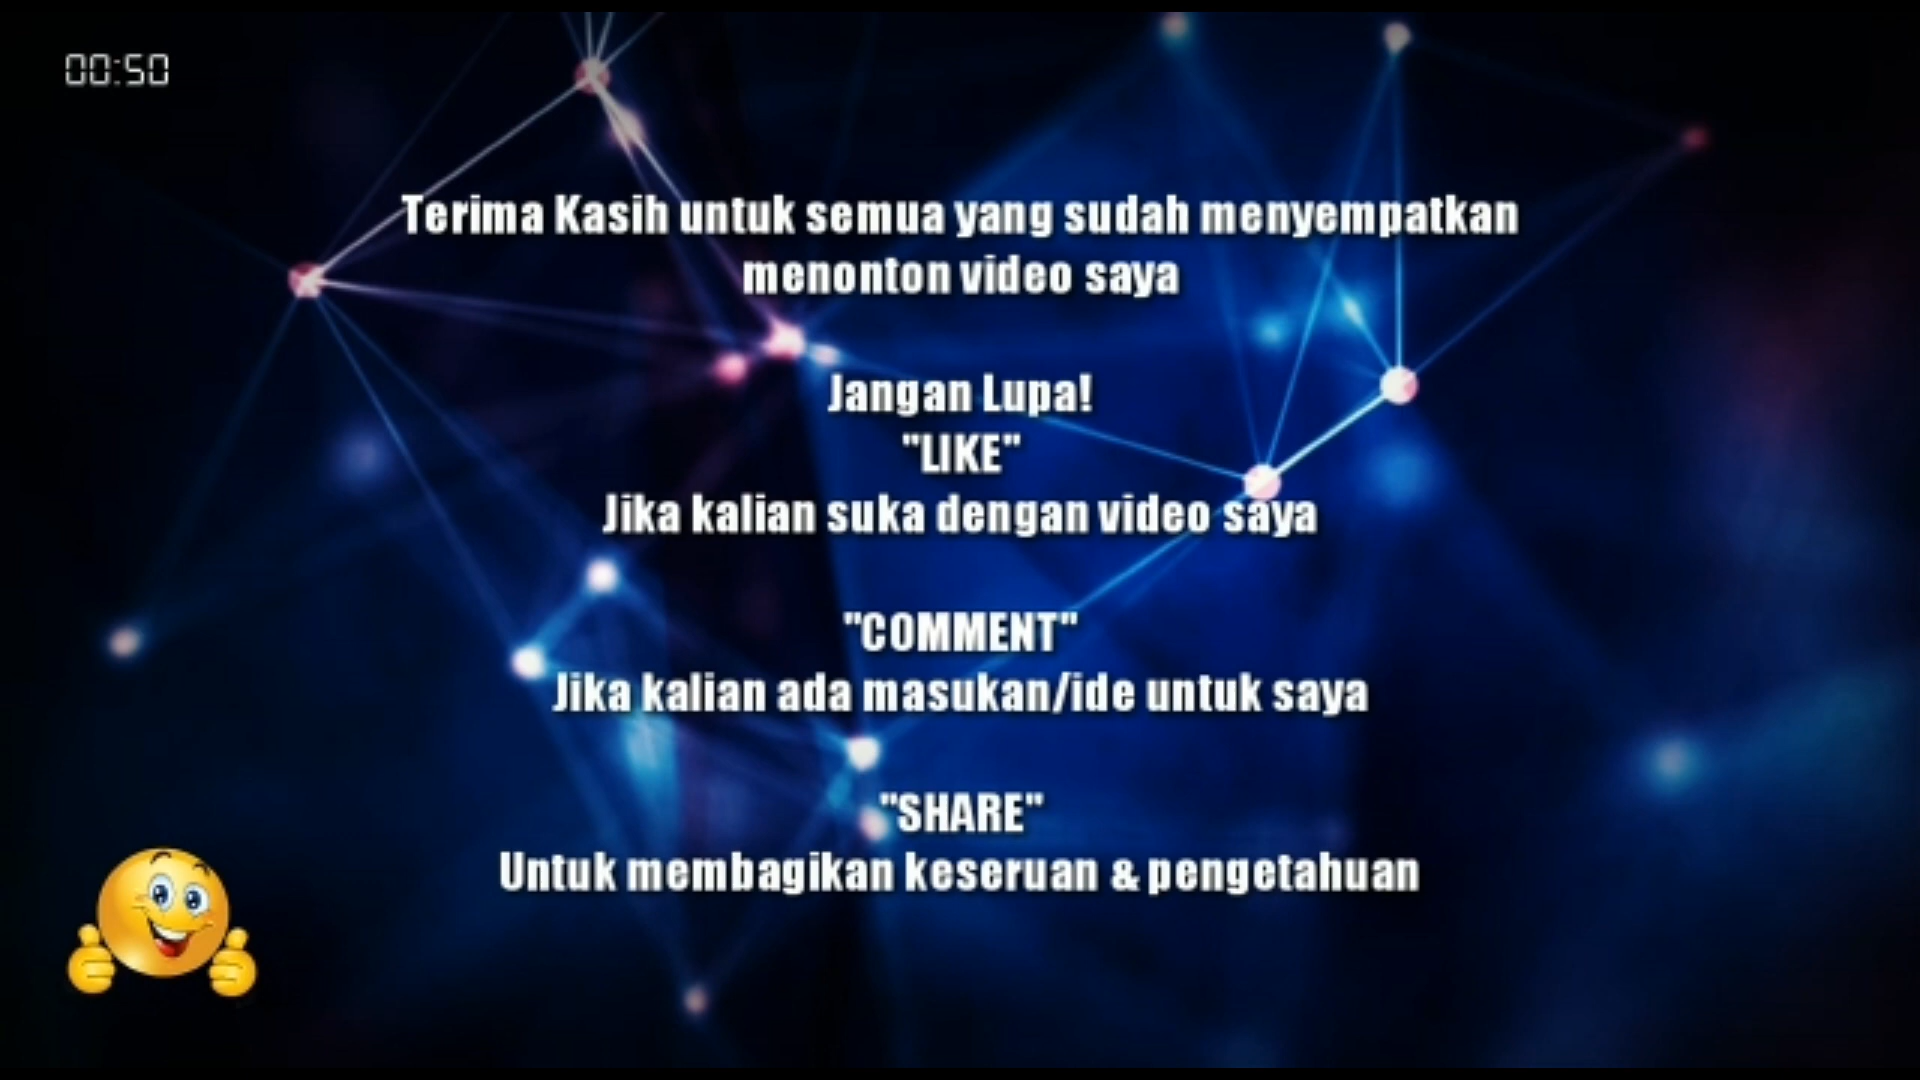 00:50
Terima Kasih untuk semua yang sudah menyempatkan
menonton video saya
Jangan Lupa!
"LIKE"
Jika kalian suka dengan video saya
"COMMENT"
Jika kalian ada masukan/ide untuk saya
"SHARE"
Untuk membagikan keseruan & pengetahuan